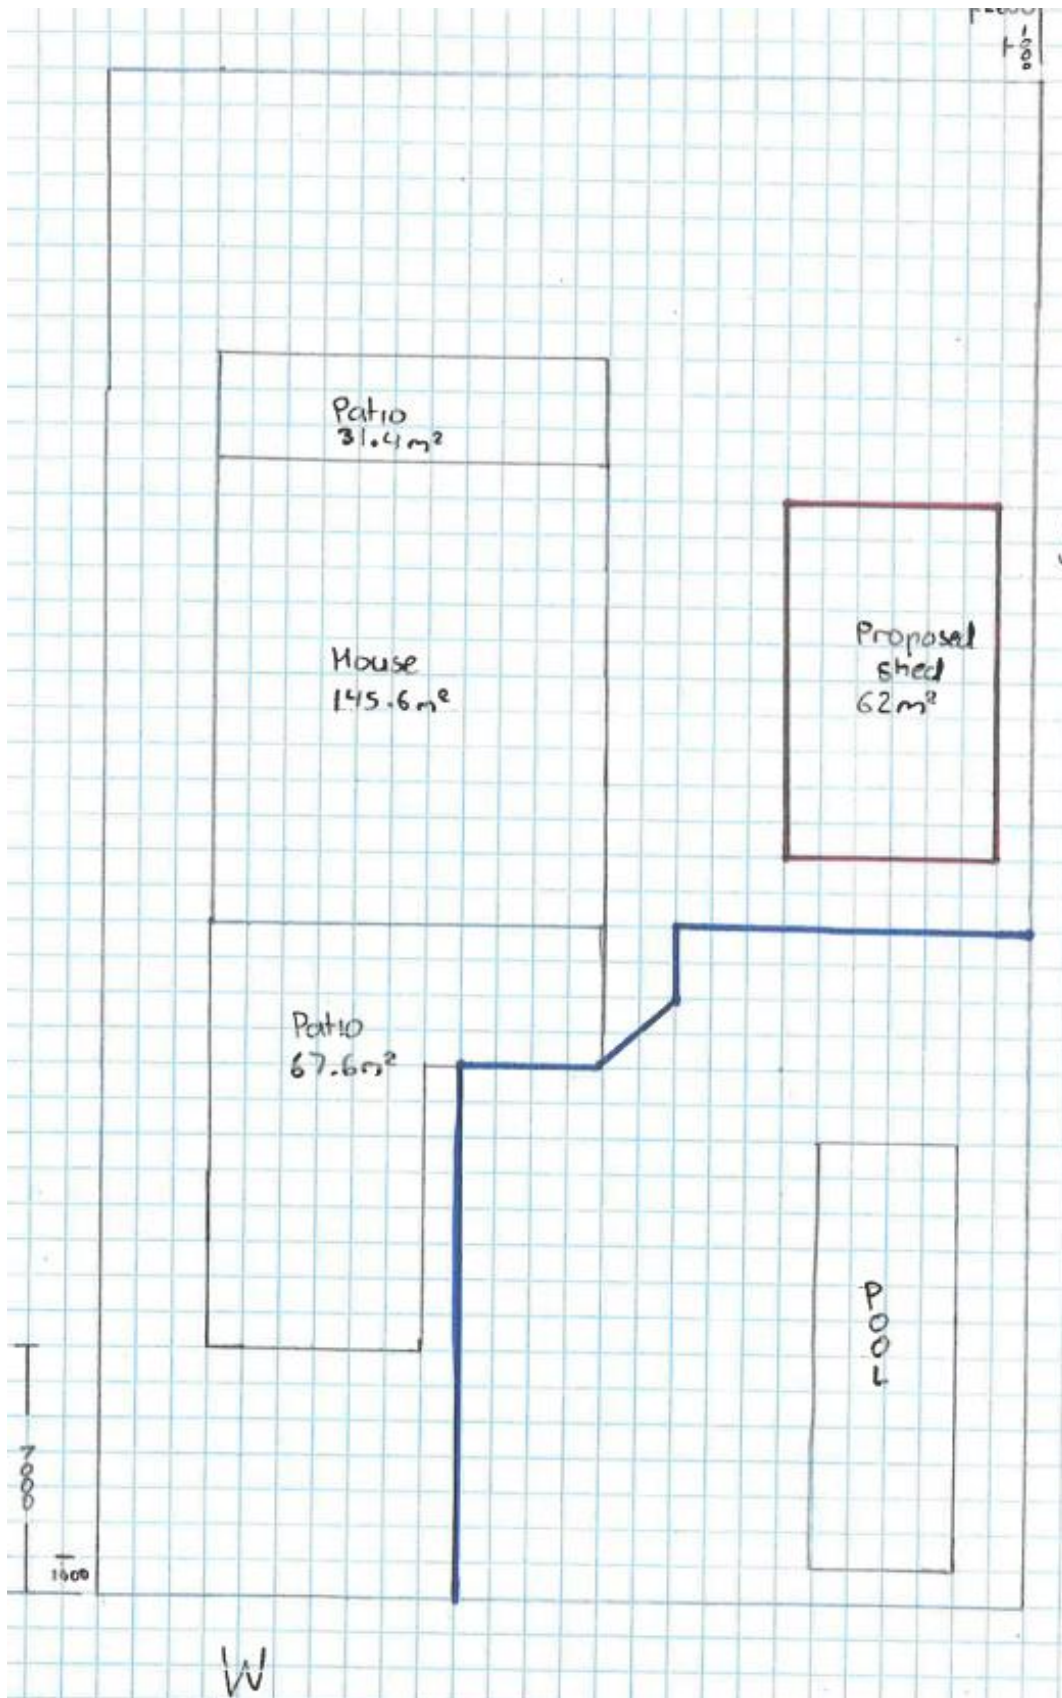 Patio
31.4m²
House
145.6m²
Proposed
shed
62m²
Patio
67.6m²
POOL
7000
1000
W